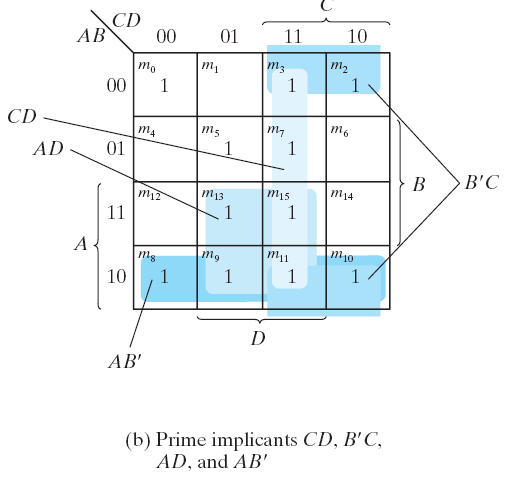 C
CD
AB
00 01 11 10
m0 m1 m3 m2
00 1 1 1
CD
m4 m5 m7 m6
AD
01 1 1
B B′C
m12 m13 m15 m14
11 1 1
A
m8 m9 m11 m10
10 1 1 1 1
D
AB′
(b) Prime implicants CD, B′C,
AD, and AB′